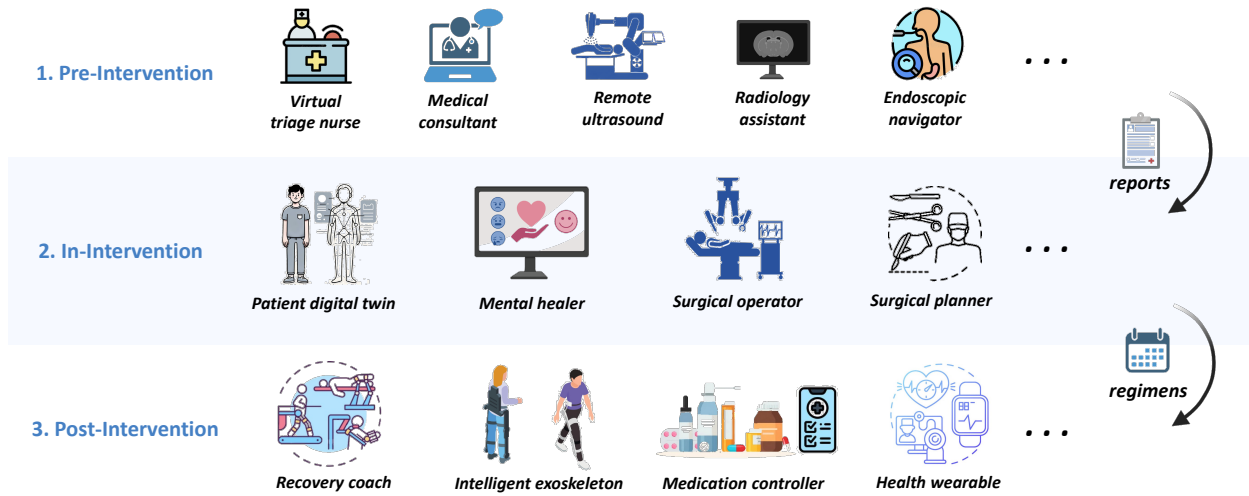 1. Pre-Intervention
Virtual
triage nurse
Medical
consultant
Remote
ultrasound
Radiology
assistant
Endoscopic
navigator
...
reports
2. In-Intervention
Patient digital twin
Mental healer
Surgical operator
Surgical planner
...
regimens
3. Post-Intervention
Recovery coach
Intelligent exoskeleton
Medication controller
Health wearable
...